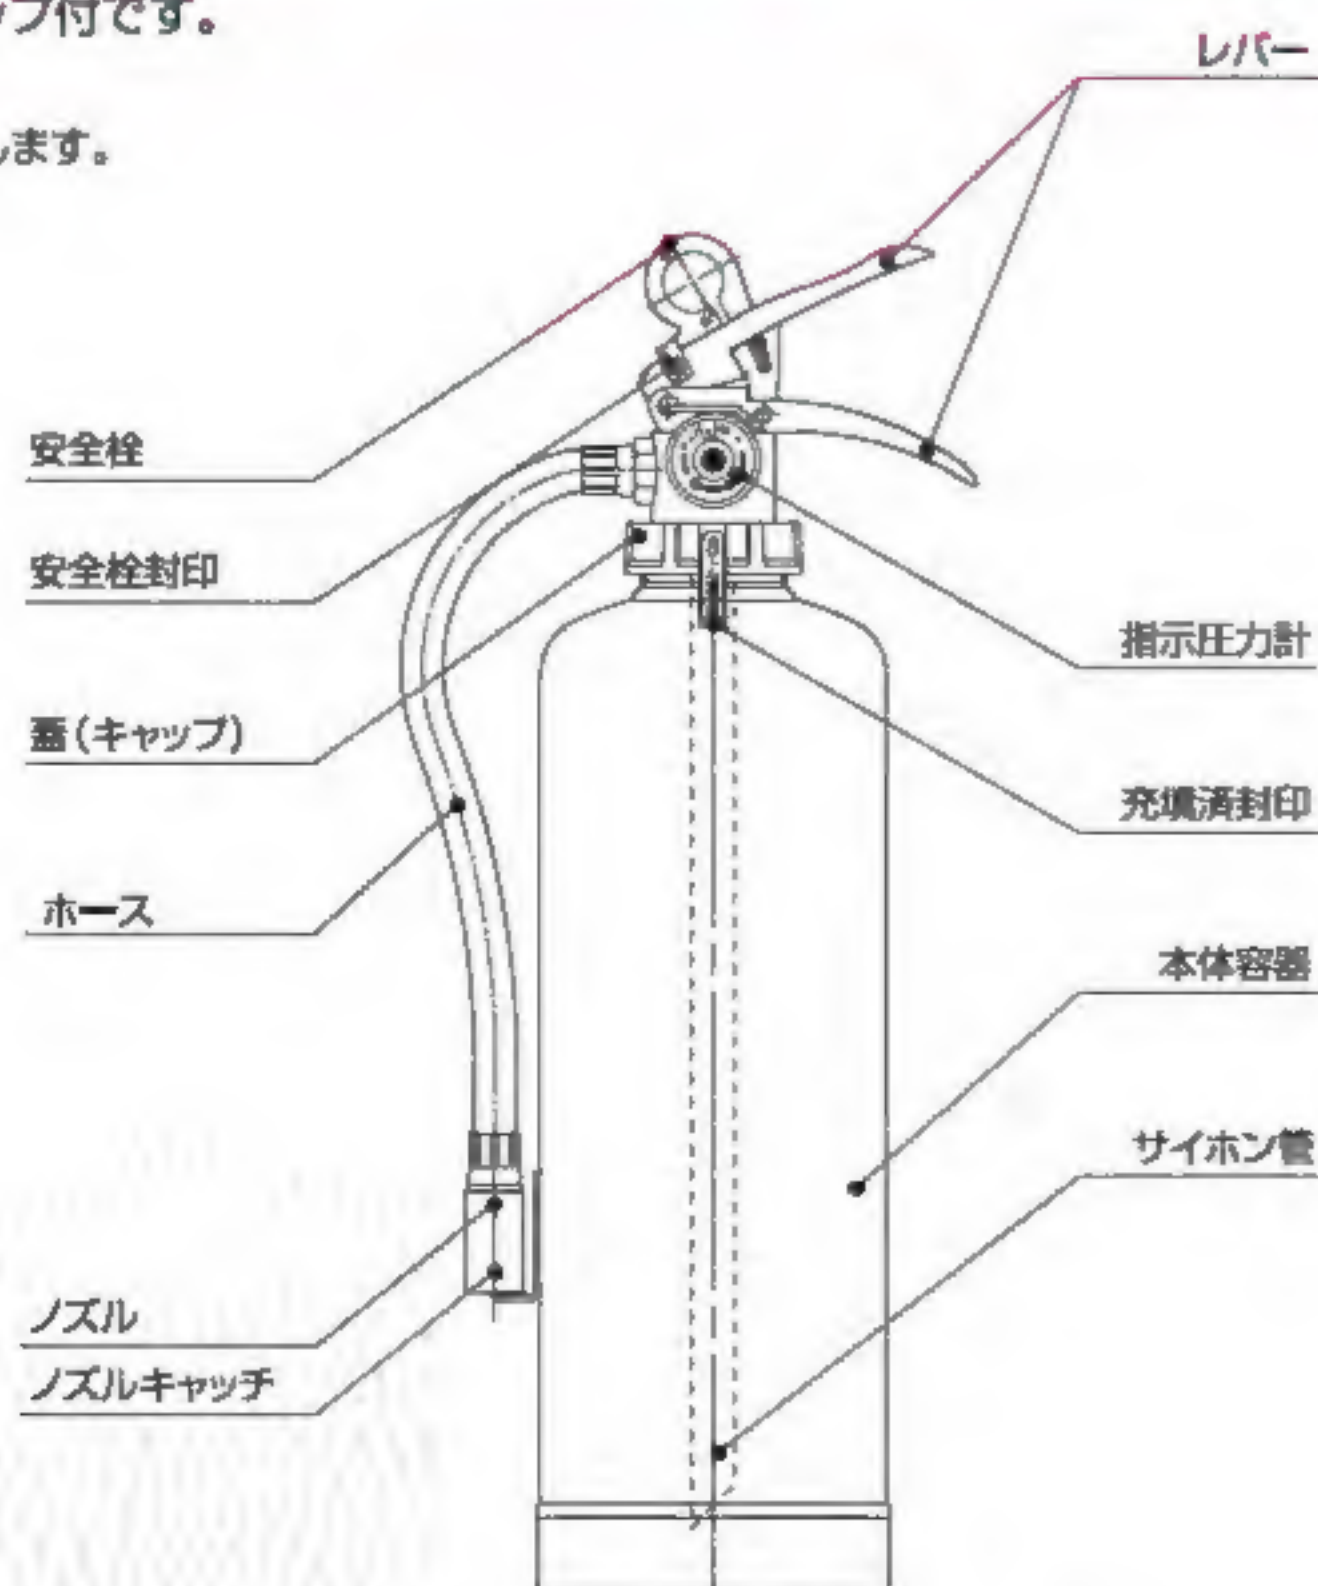 ップ付です。
します。
レバー
安全栓
安全栓封印
蓋(キャップ)
ホース
ノズル
ノズルキャッチ
指示圧力計
充填済封印
本体容器
サイホン管